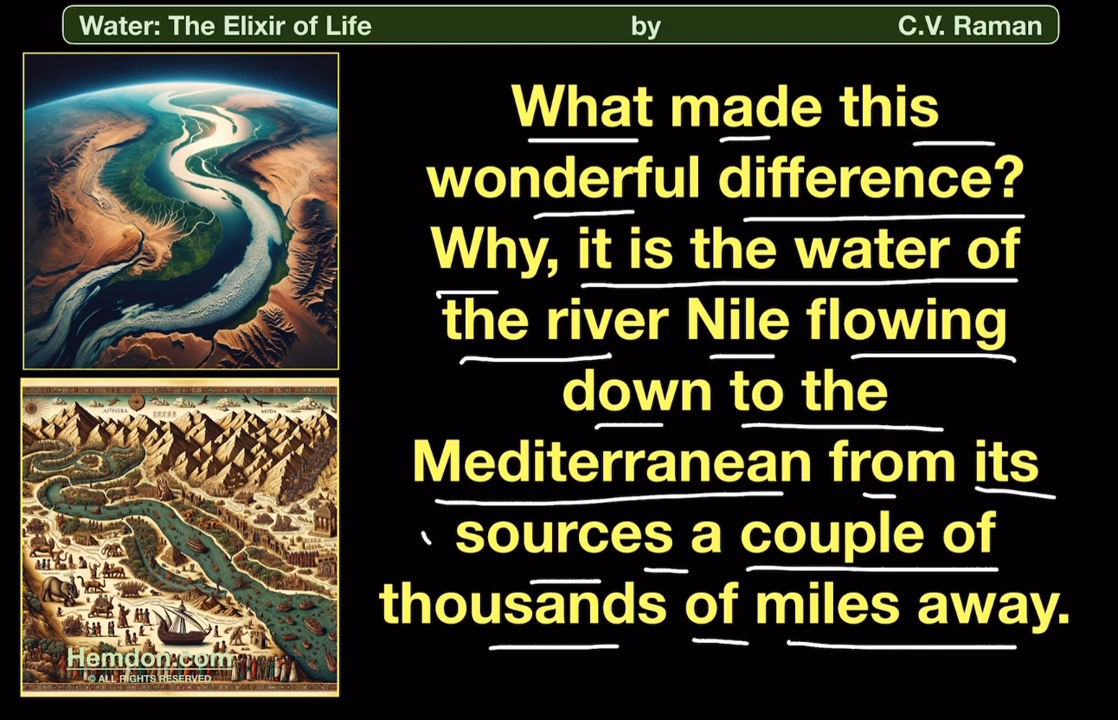 Water: The Elixir of Life by C.V. Raman
What made this
wonderful difference?
Why, it is the water of
the river Nile flowing
down to the
Mediterranean from its
sources a couple of
thousands of miles away.
Hemdon.com
© ALL RIGHTS RESERVED